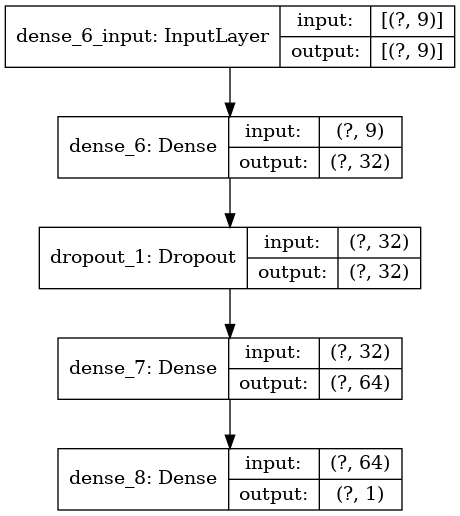 dense_6_input: InputLayer
input: [(?, 9)]
output: [(?, 9)]
dense_6: Dense
input: (?, 9)
output: (?, 32)
dropout_1: Dropout
input: (?, 32)
output: (?, 32)
dense_7: Dense
input: (?, 32)
output: (?, 64)
dense_8: Dense
input: (?, 64)
output: (?, 1)